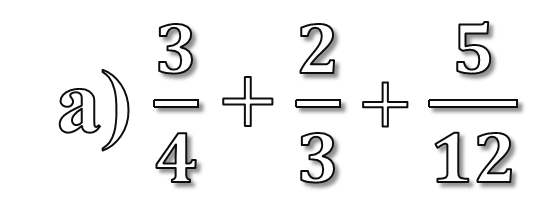 a) 3/4 + 2/3 + 5/12